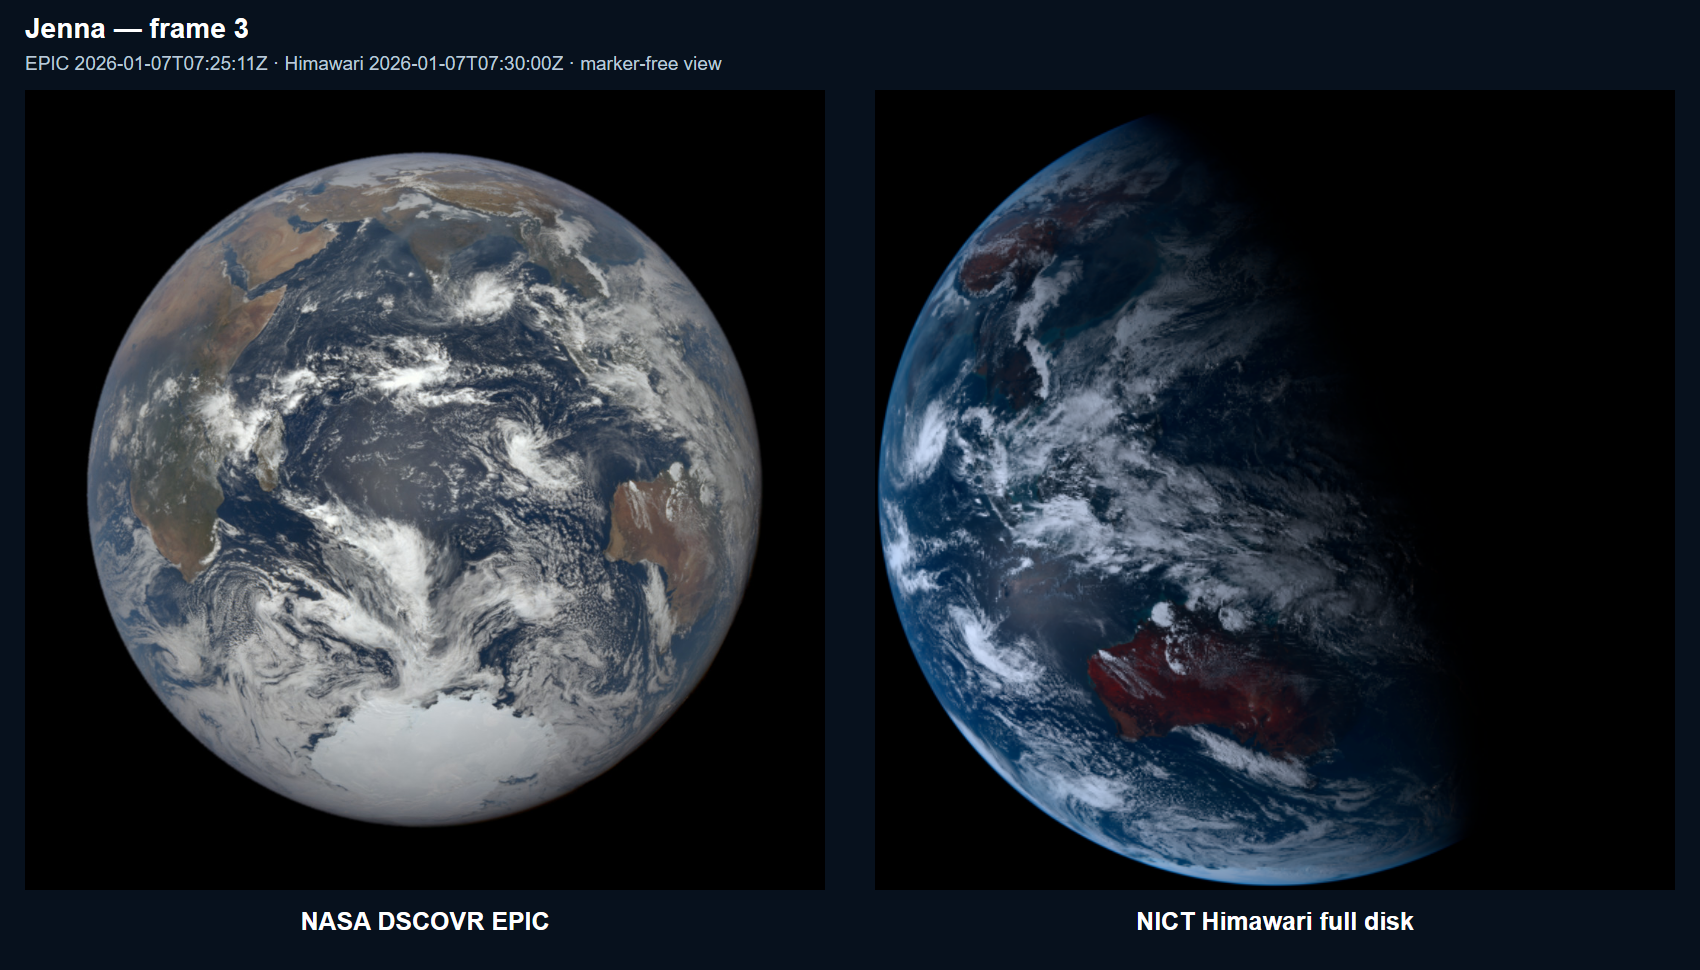 Jenna — frame 3
EPIC 2026-01-07T07:25:11Z · Himawari 2026-01-07T07:30:00Z · marker-free view
NASA DSCOVR EPIC
NICT Himawari full disk